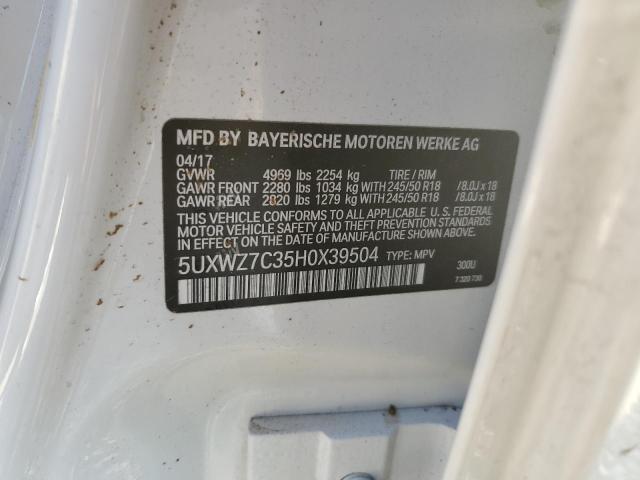 MFD BY BAYERISCHE MOTOREN WERKE AG
04/17
GVWR 4969 lbs 2254 kg TIRE / RIM
GAWR FRONT 2280 lbs 1034 kg WITH 245/50 R18 /8.0J x 18
GAWR REAR 2820 lbs 1279 kg WITH 245/50 R18 /8.0J x 18
THIS VEHICLE CONFORMS TO ALL APPLICABLE U. S. FEDERAL
MOTOR VEHICLE SAFETY AND THEFT PREVENTION STANDARDS
IN EFFECT ON THE DATE OF MANUFACTURE SHOWN ABOVE.
5UXWZ7C35H0X39504 TYPE: MPV 300U
7 320 730